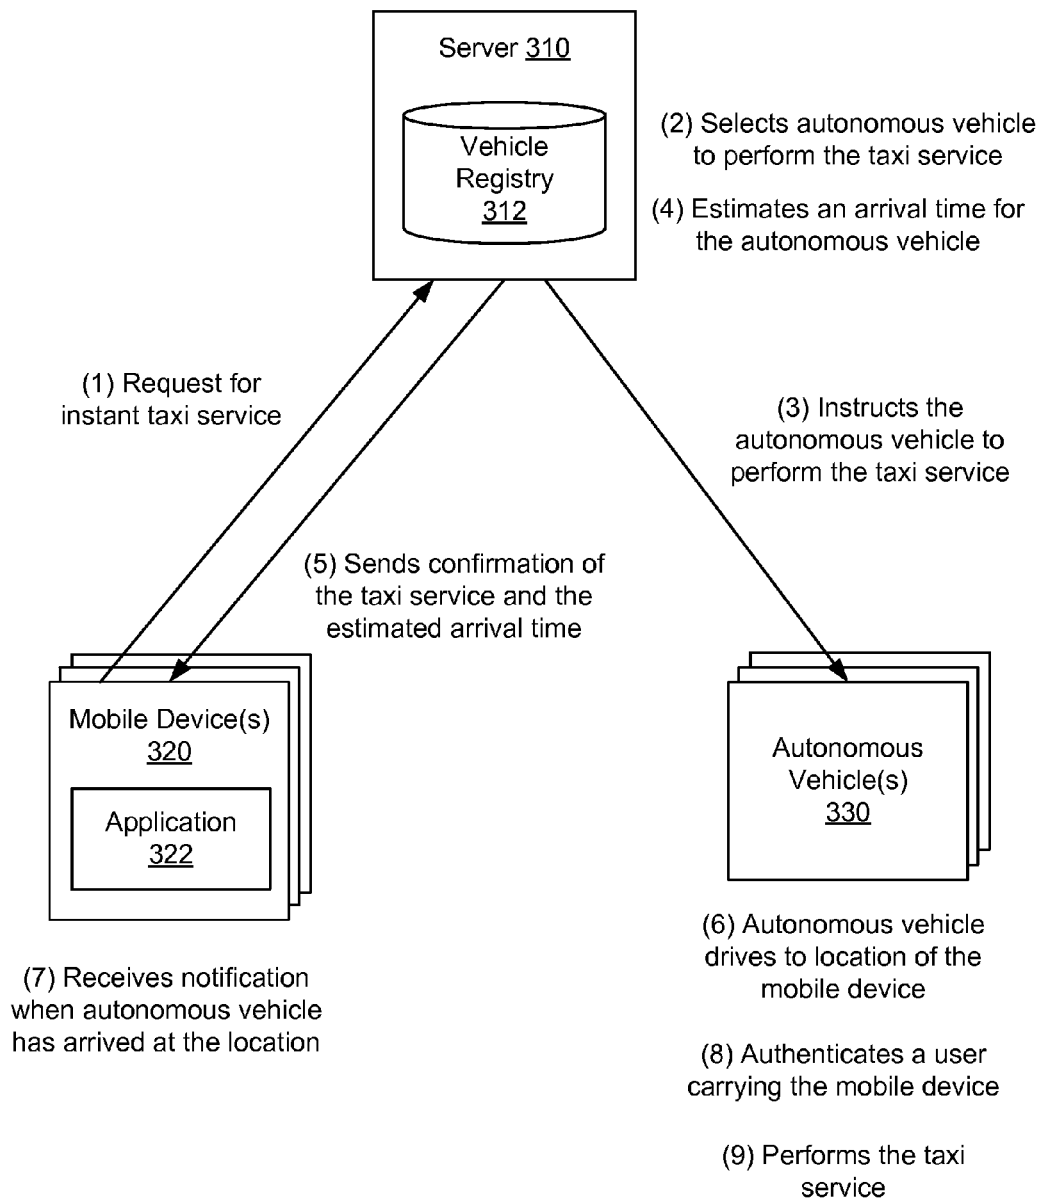 Server 310
Vehicle
Registry
312
(2) Selects autonomous vehicle
to perform the taxi service
(4) Estimates an arrival time for
the autonomous vehicle
(1) Request for
instant taxi service
(3) Instructs the
autonomous vehicle to
perform the taxi service
(5) Sends confirmation of
the taxi service and the
estimated arrival time
Mobile Device(s)
320
Application
322
Autonomous
Vehicle(s)
330
(6) Autonomous vehicle
drives to location of the
mobile device
(7) Receives notification
when autonomous vehicle
has arrived at the location
(8) Authenticates a user
carrying the mobile device
(9) Performs the taxi
service